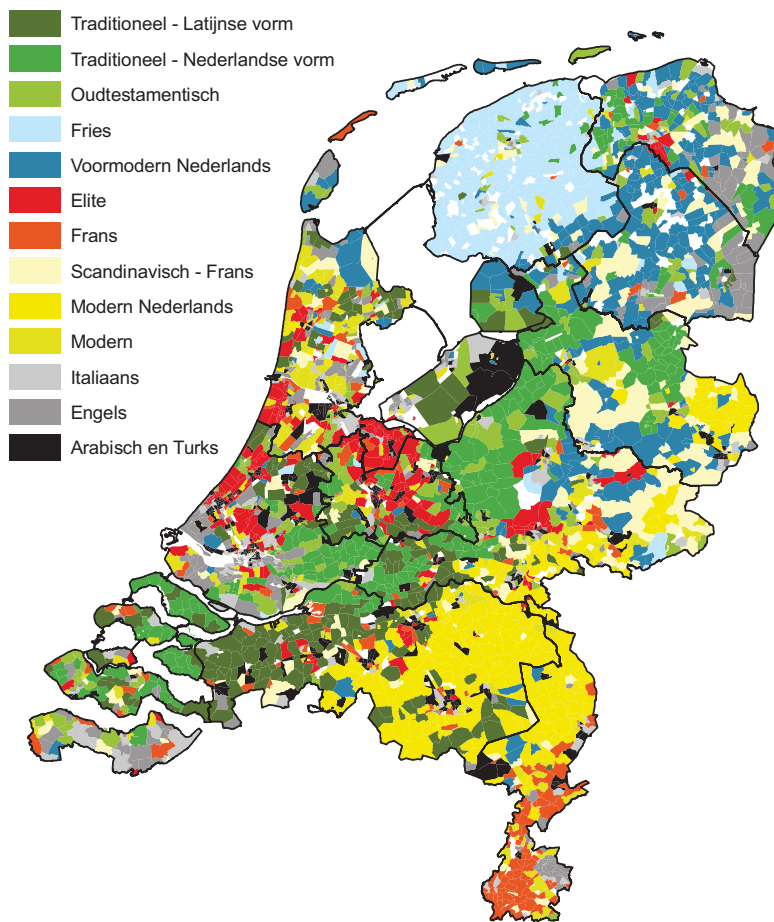 Traditioneel - Latijnse vorm
Traditioneel - Nederlandse vorm
Oudtestamentisch
Fries
Voormodern Nederlands
Elite
Frans
Scandinavisch - Frans
Modern Nederlands
Modern
Italiaans
Engels
Arabisch en Turks